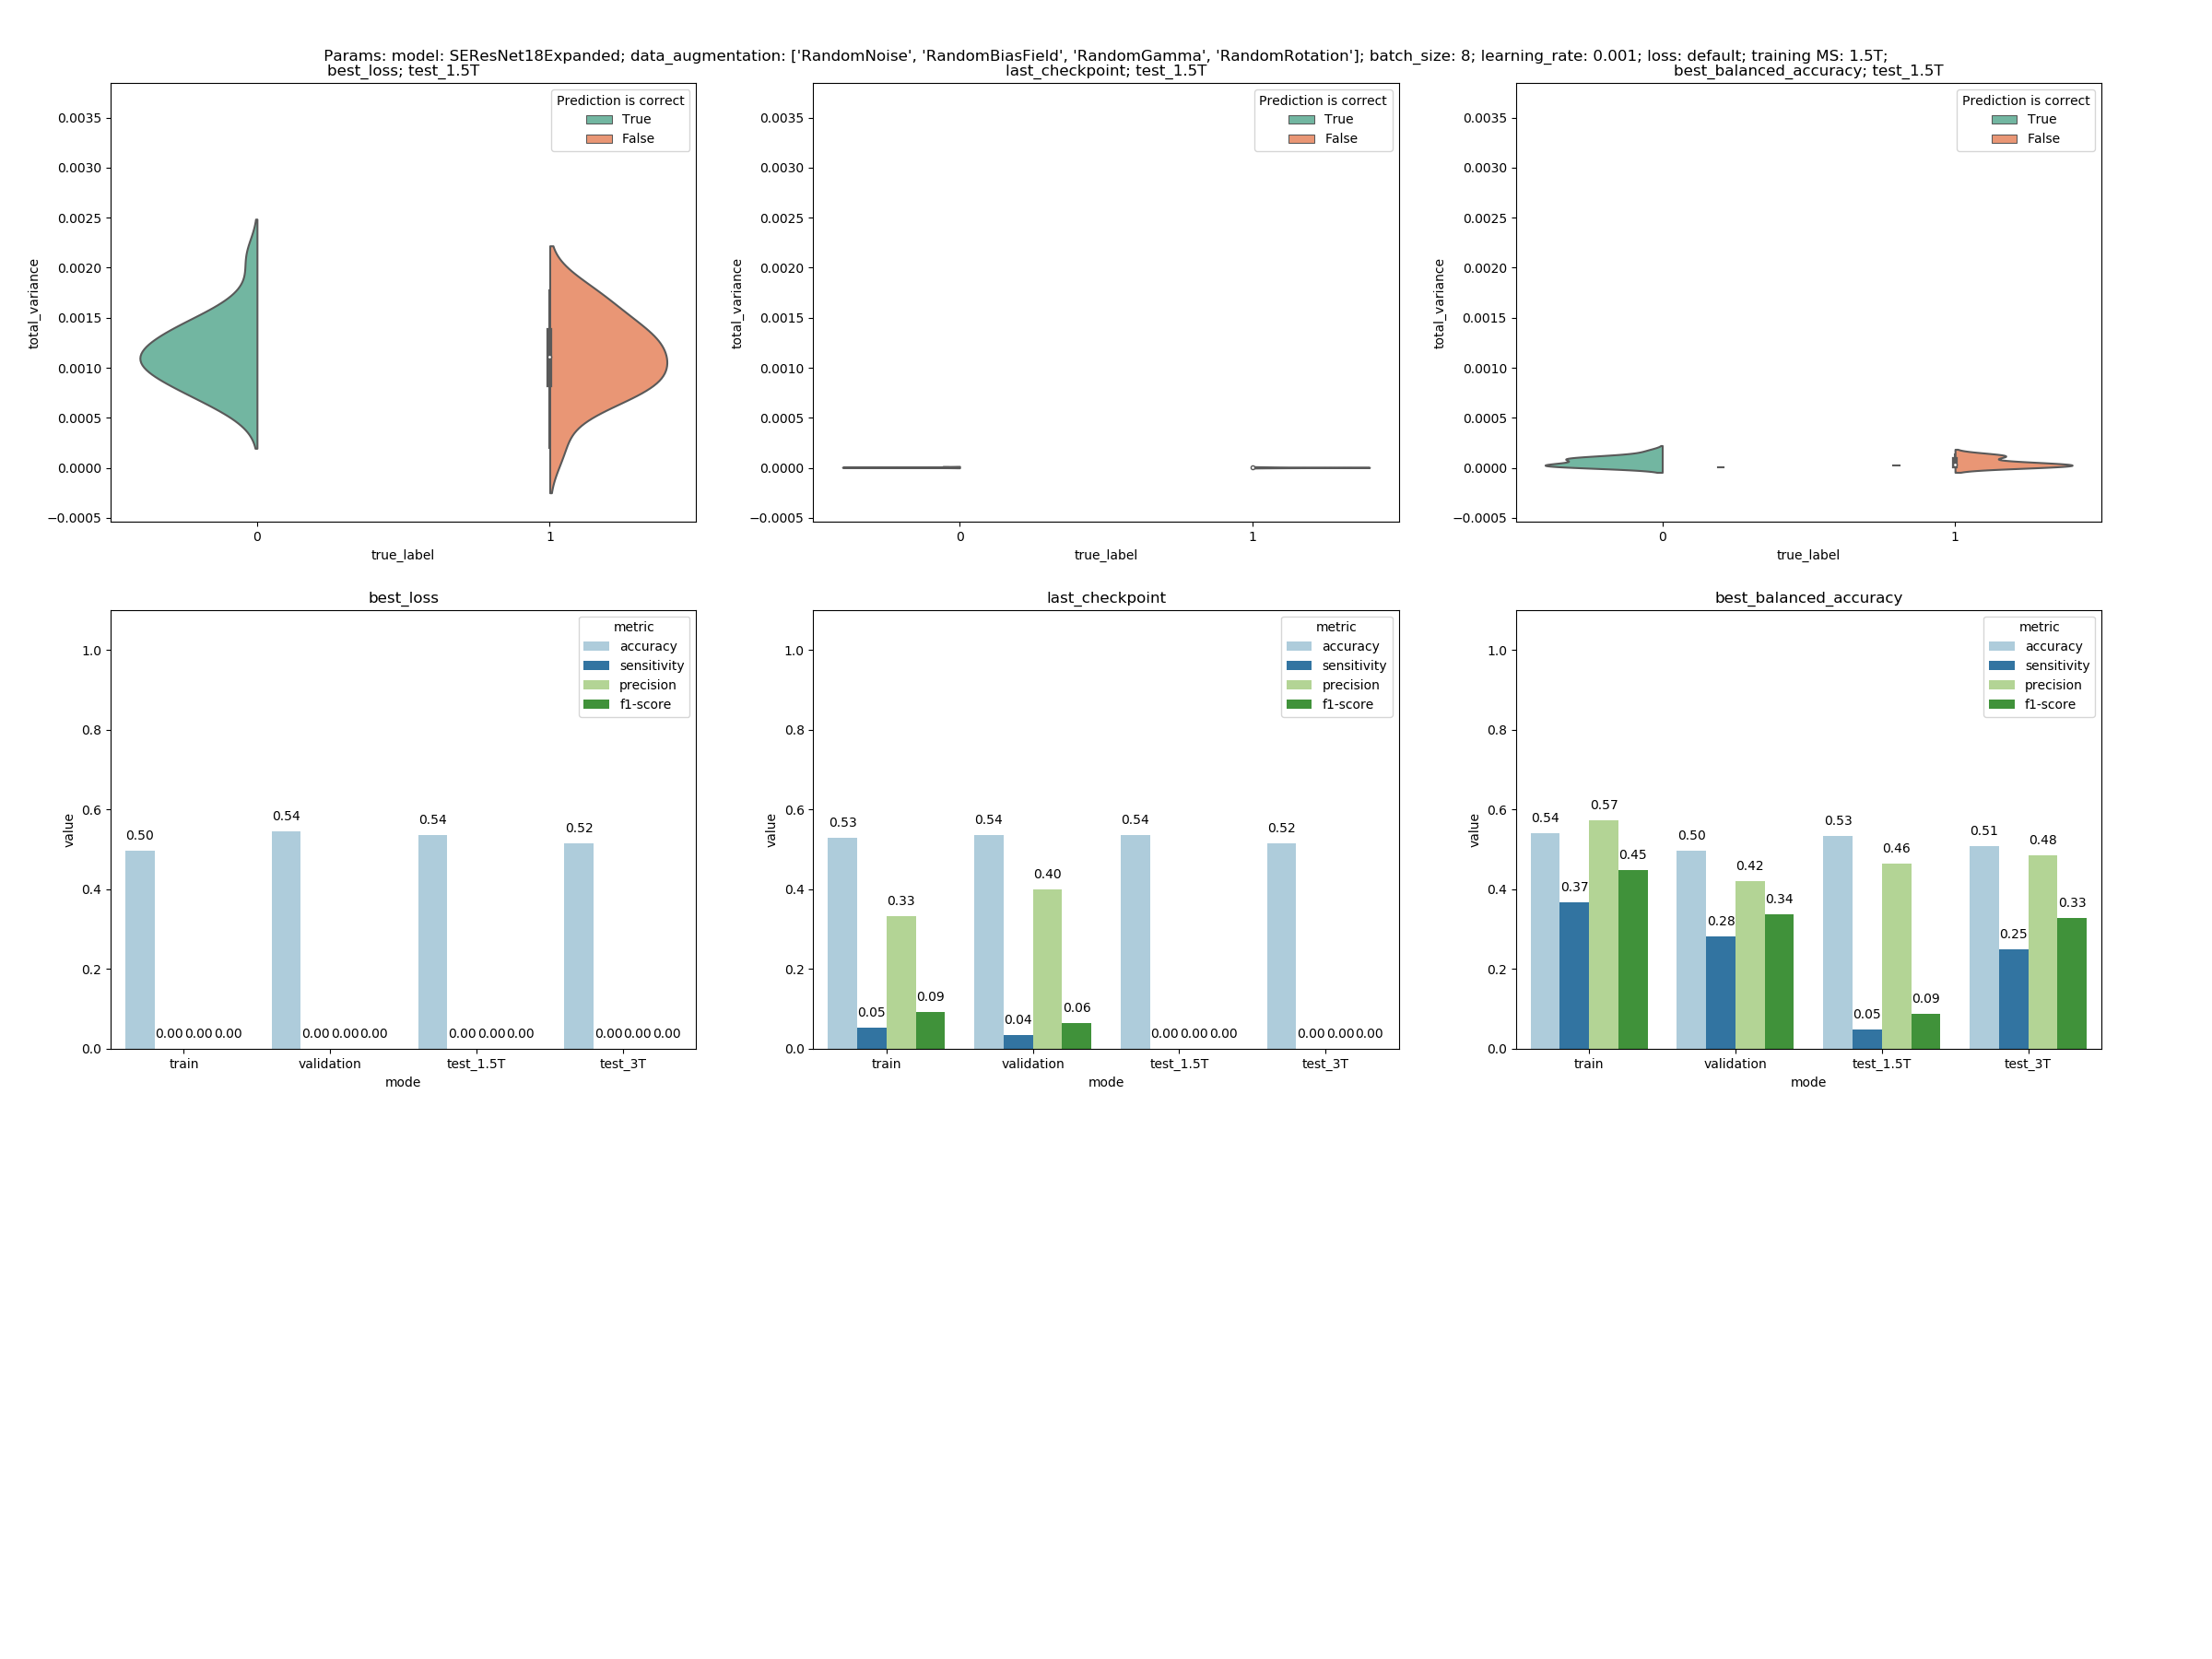 Params: model: SEResNet18Expanded; data_augmentation: ['RandomNoise', 'RandomBiasField', 'RandomGamma', 'RandomRotation']; batch_size: 8; learning_rate: 0.001; loss: default; training MS: 1.5T;
best_loss; test_1.5T
total_variance
0.0035
0.0030
0.0025
0.0020
0.0015
0.0010
0.0005
0.0000
−0.0005
Prediction is correct
True
False
0 1
true_label
last_checkpoint; test_1.5T
total_variance
0.0035
0.0030
0.0025
0.0020
0.0015
0.0010
0.0005
0.0000
−0.0005
Prediction is correct
True
False
0 1
true_label
best_balanced_accuracy; test_1.5T
total_variance
0.0035
0.0030
0.0025
0.0020
0.0015
0.0010
0.0005
0.0000
−0.0005
Prediction is correct
True
False
0 1
true_label
best_loss
value
1.0
0.8
0.6
0.4
0.2
0.0
metric
accuracy
sensitivity
precision
f1-score
0.50 0.00 0.00 0.00
0.54 0.00 0.00 0.00
0.54 0.00 0.00 0.00
0.52 0.00 0.00 0.00
train validation test_1.5T test_3T
mode
last_checkpoint
value
1.0
0.8
0.6
0.4
0.2
0.0
metric
accuracy
sensitivity
precision
f1-score
0.53 0.05 0.33 0.09
0.54 0.04 0.40 0.06
0.54 0.00 0.00 0.00
0.52 0.00 0.00 0.00
train validation test_1.5T test_3T
mode
best_balanced_accuracy
value
1.0
0.8
0.6
0.4
0.2
0.0
metric
accuracy
sensitivity
precision
f1-score
0.54 0.37 0.57 0.45
0.50 0.28 0.42 0.34
0.53 0.05 0.46 0.09
0.51 0.25 0.48 0.33
train validation test_1.5T test_3T
mode